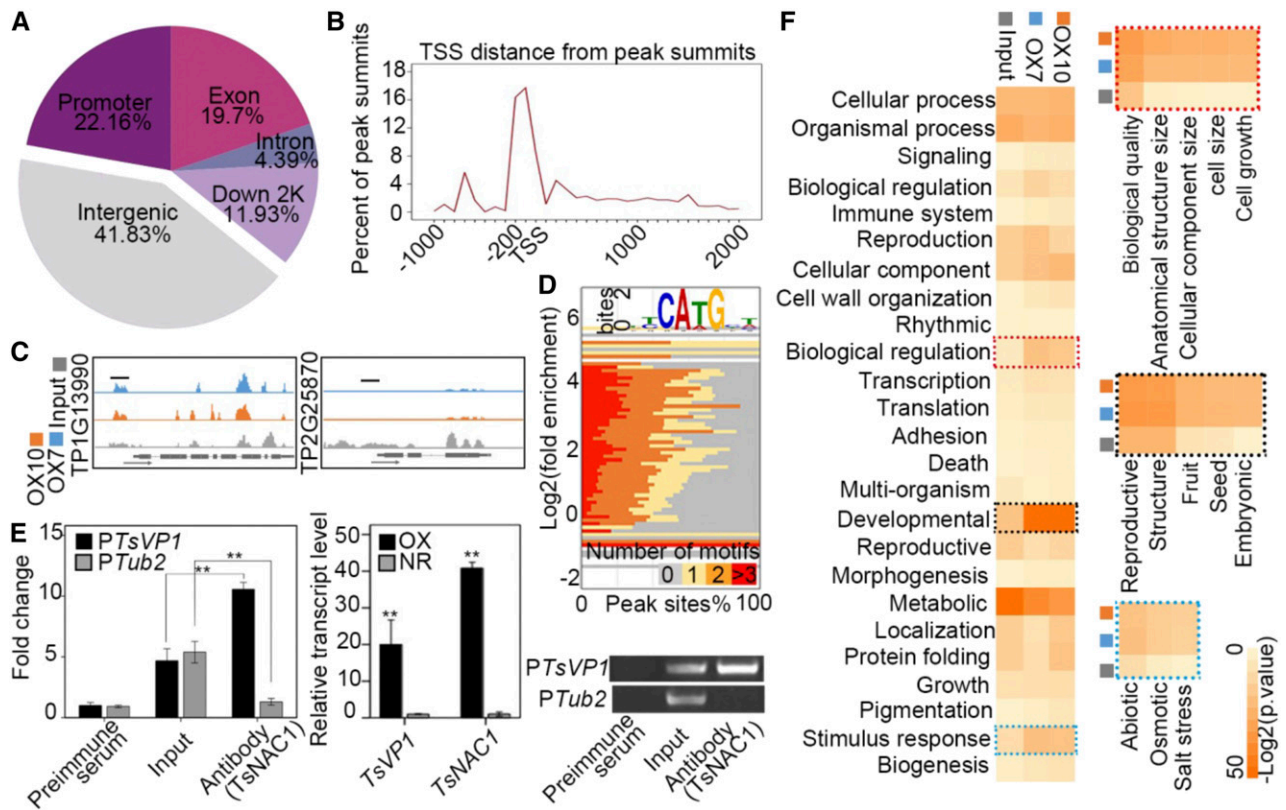 A
Promoter
22.16%
Exon
19.7%
Intron
4.39%
Down 2K
11.93%
Intergenic
41.83%
B
TSS distance from peak summits
Percent of peak summits
18
16
8
4
0
-1000
-200
TSS
1000
2000
C
OX10
OX7
Input
TP1G13990
TP2G25870
D
bites
2
0
CATG
Log2(fold enrichment)
6
4
2
0
-2
Number of motifs
0 1 2 >3
0 Peak sites% 100
E
Fold change
15
10
5
0
PTsVP1
PTub2
**
**
Preimmune
serum
Input
Antibody
(TsNAC1)
Relative transcript level
50
40
30
20
10
0
OX
NR
**
**
TsVP1
TsNAC1
PTsVP1
PTub2
Preimmune
serum
Input
Antibody
(TsNAC1)
F
Input
OX7
OX10
Cellular process
Organismal process
Signaling
Biological regulation
Immune system
Reproduction
Cellular component
Cell wall organization
Rhythmic
Biological regulation
Transcription
Translation
Adhesion
Death
Multi-organism
Developmental
Reproductive
Morphogenesis
Metabolic
Localization
Protein folding
Growth
Pigmentation
Stimulus response
Biogenesis
Biological quality
Anatomical structure size
Cellular component size
cell size
Cell growth
Reproductive
Structure
Fruit
Seed
Embryonic
Abiotic
Osmotic
Salt stress
0
50
-Log2(p.value)